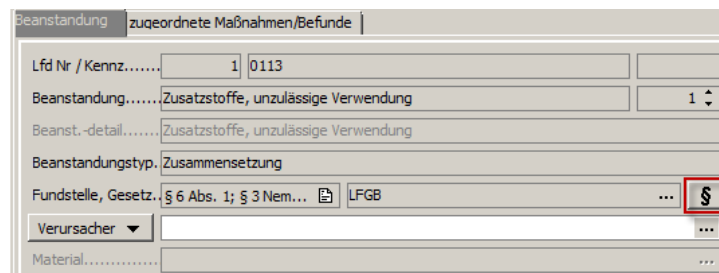 Beanstandung zugeordnete Maßnahmen/Befunde
Lfd Nr / Kennz....... 1 0113
Beanstandung....... Zusatzstoffe, unzulässige Verwendung 1
Beanst.-detail....... Zusatzstoffe, unzulässige Verwendung
Beanstandungstyp. Zusammensetzung
Fundstelle, Gesetz.. § 6 Abs. 1; § 3 Nem... LFGB ... §
Verursacher ...
Material.............. ...